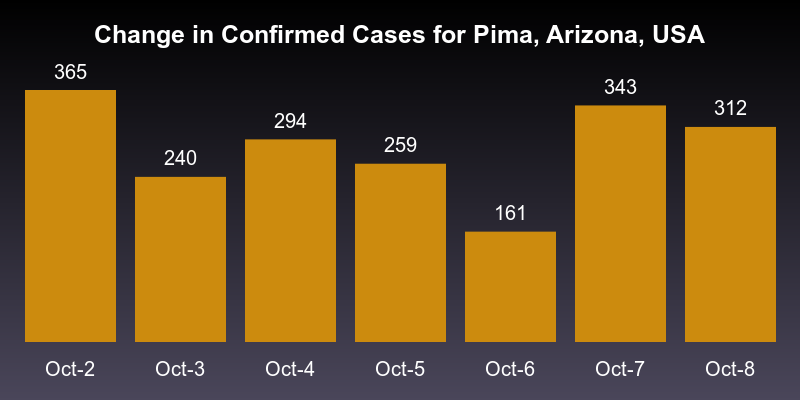 Change in Confirmed Cases for Pima, Arizona, USA
365
240
294
259
161
343
312
Oct-2
Oct-3
Oct-4
Oct-5
Oct-6
Oct-7
Oct-8